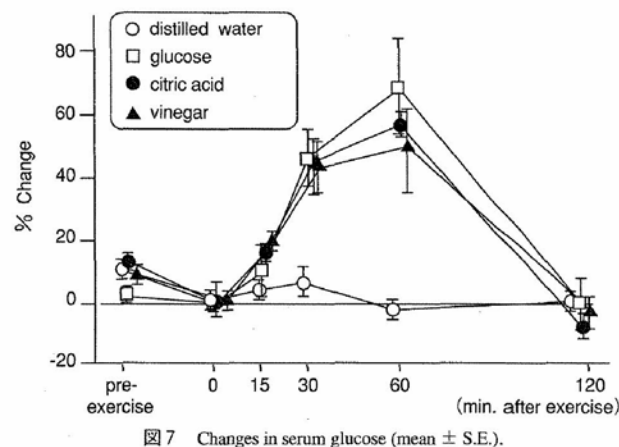 distilled water
glucose
citric acid
vinegar
% Change
80
60
40
20
0
-20
pre-
exercise
0
15
30
60
120
(min. after exercise)
図7 Changes in serum glucose (mean ± S.E.).